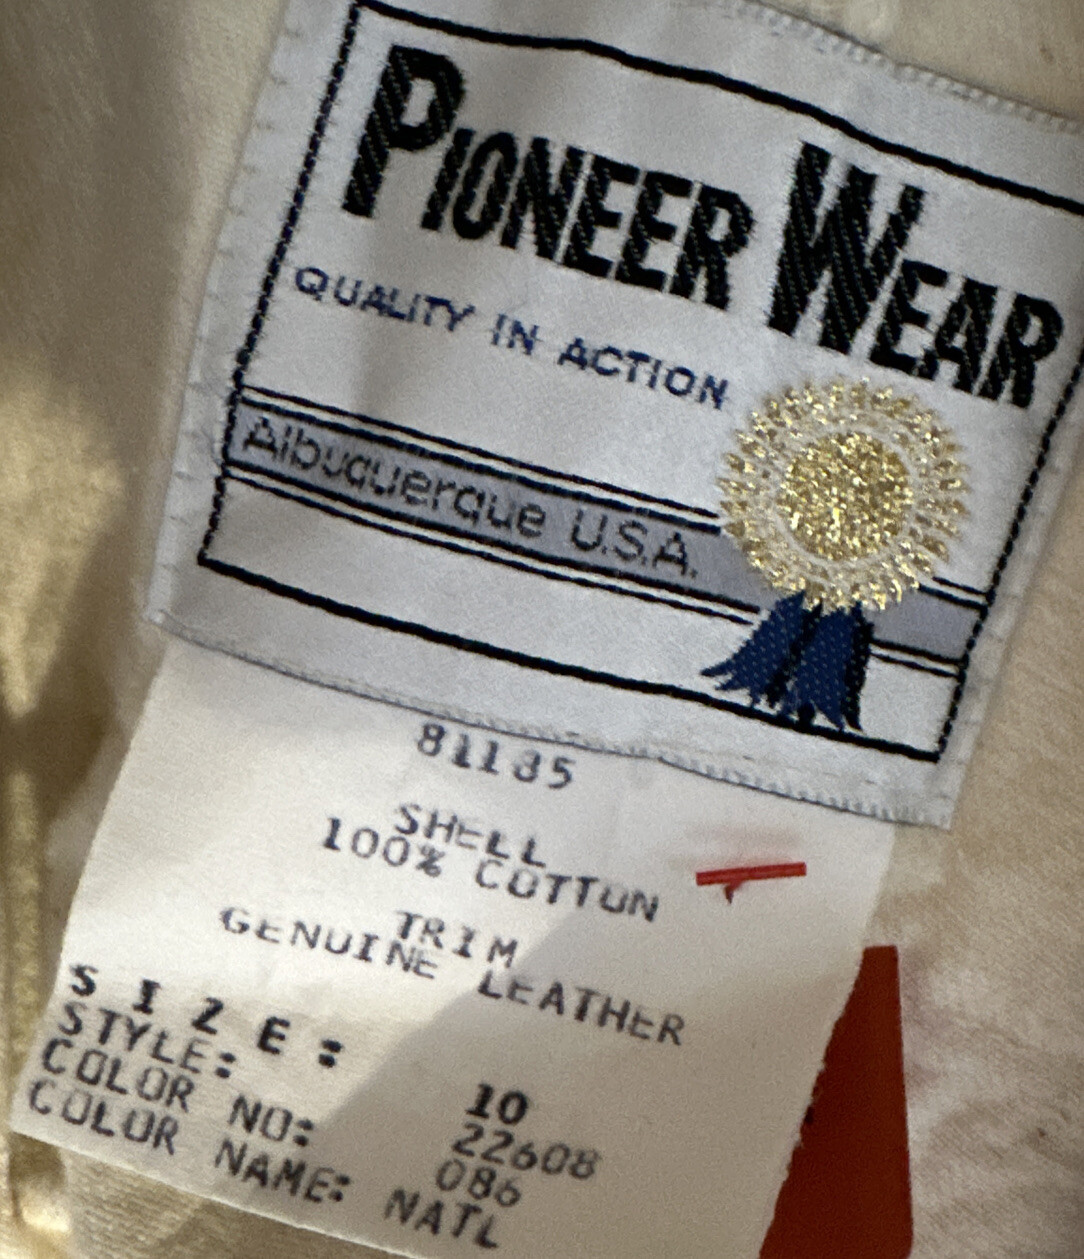 PIONEER WEAR
QUALITY IN ACTION
Albuquerque U.S.A.
81185
SHELL
100% COTTON
TRIM
GENUINE LEATHER
SIZE: 10
STYLE: 22608
COLOR NO: 086
COLOR NAME: NATL